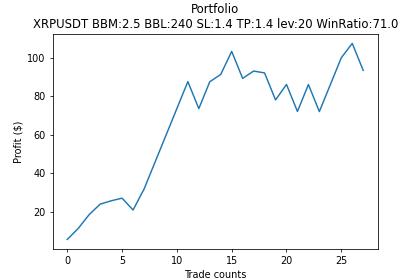 Portfolio
XRPUSDT BBM:2.5 BBL:240 SL:1.4 TP:1.4 lev:20 WinRatio:71.0
100
80
60
40
20
Profit ($)
0 5 10 15 20 25
Trade counts